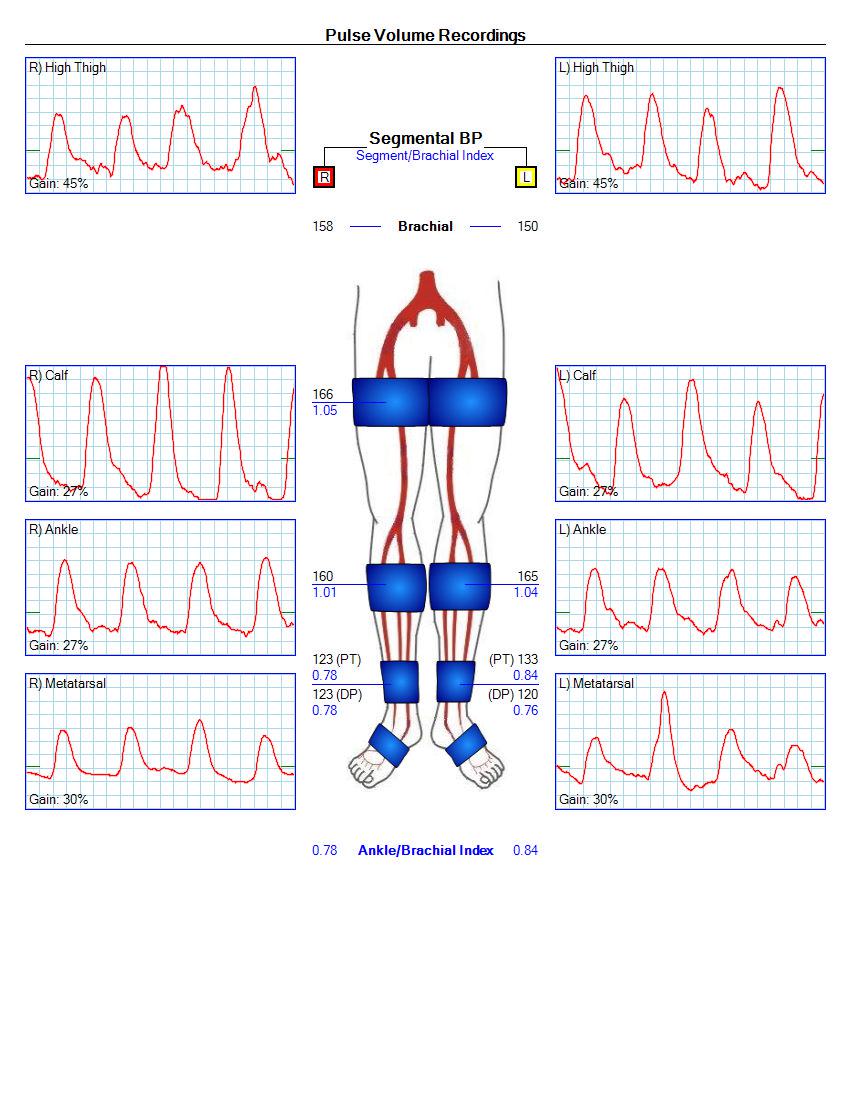 Pulse Volume Recordings
R) High Thigh
L) High Thigh
Segmental BP
Segment/Brachial Index
R
L
Gain: 45%
Gain: 45%
158 Brachial 150
R) Calf
L) Calf
166
1.05
Gain: 27%
Gain: 27%
R) Ankle
L) Ankle
160
1.01
165
1.04
Gain: 27%
Gain: 27%
123 (PT)
0.78
123 (DP)
0.78
(PT) 133
0.84
(DP) 120
0.76
R) Metatarsal
L) Metatarsal
Gain: 30%
Gain: 30%
0.78 Ankle/Brachial Index 0.84